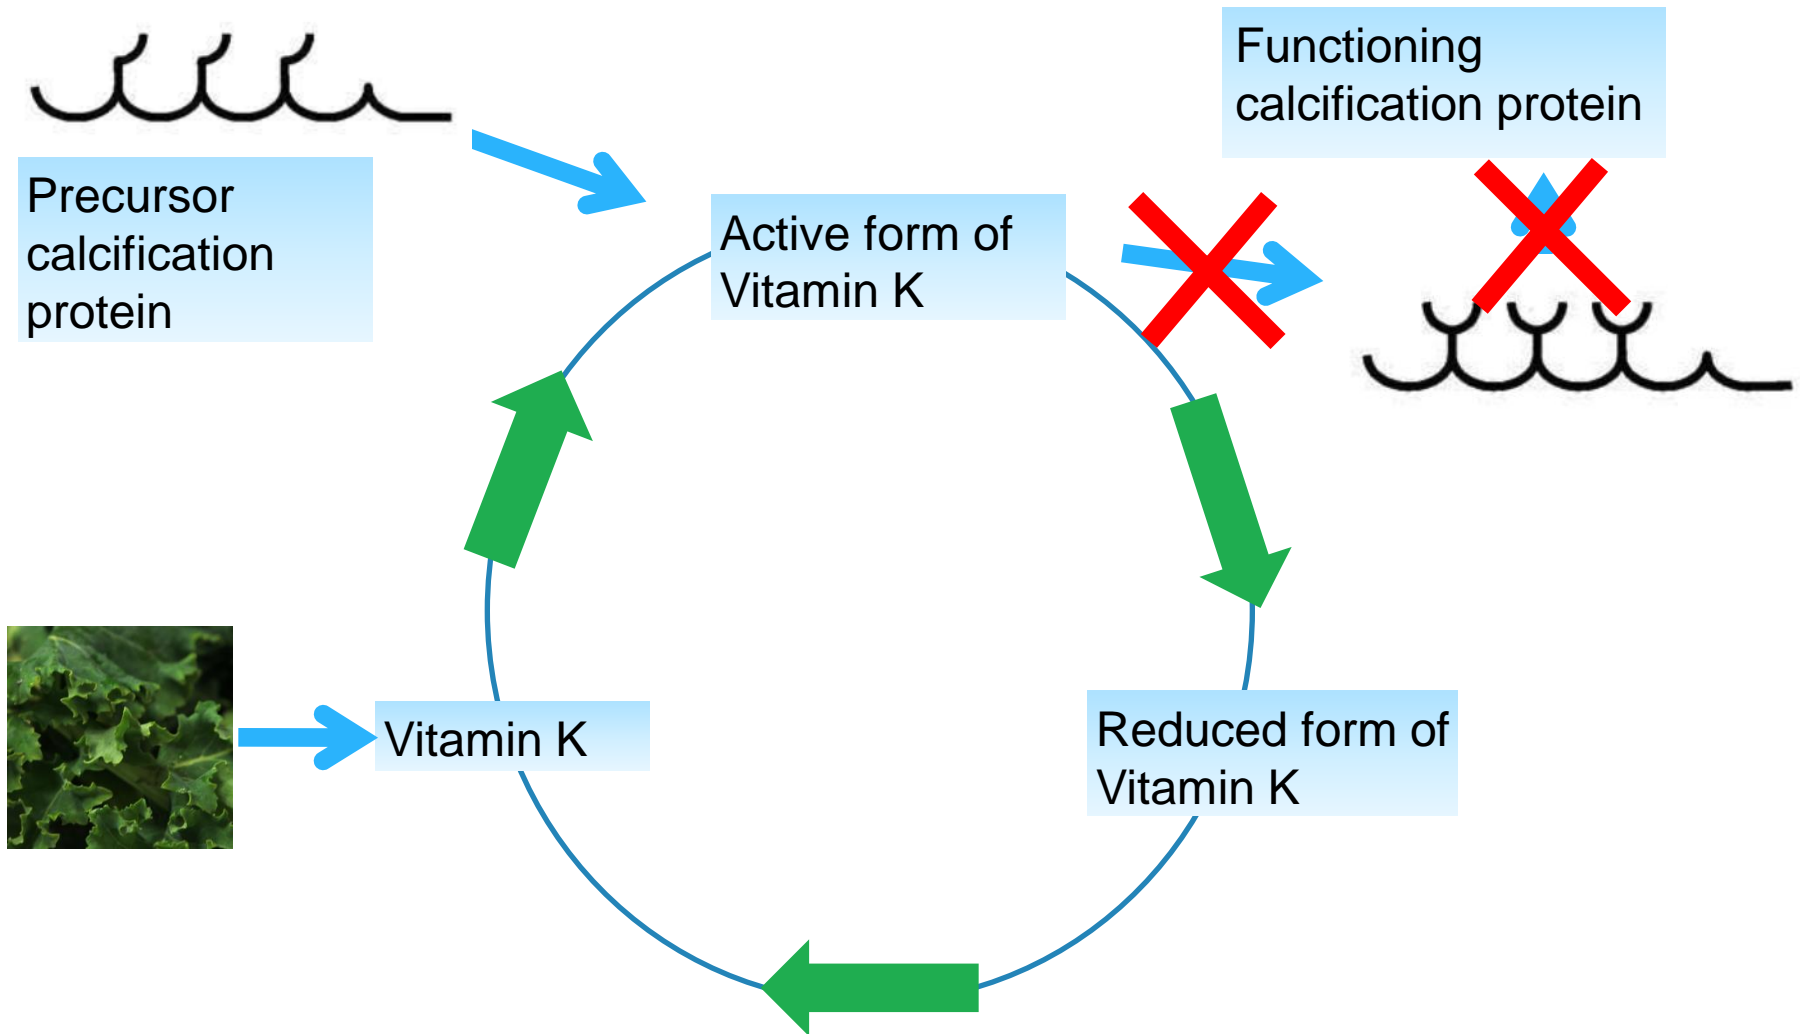 Precursor
calcification
protein
Active form of
Vitamin K
Functioning
calcification protein
Vitamin K
Reduced form of
Vitamin K